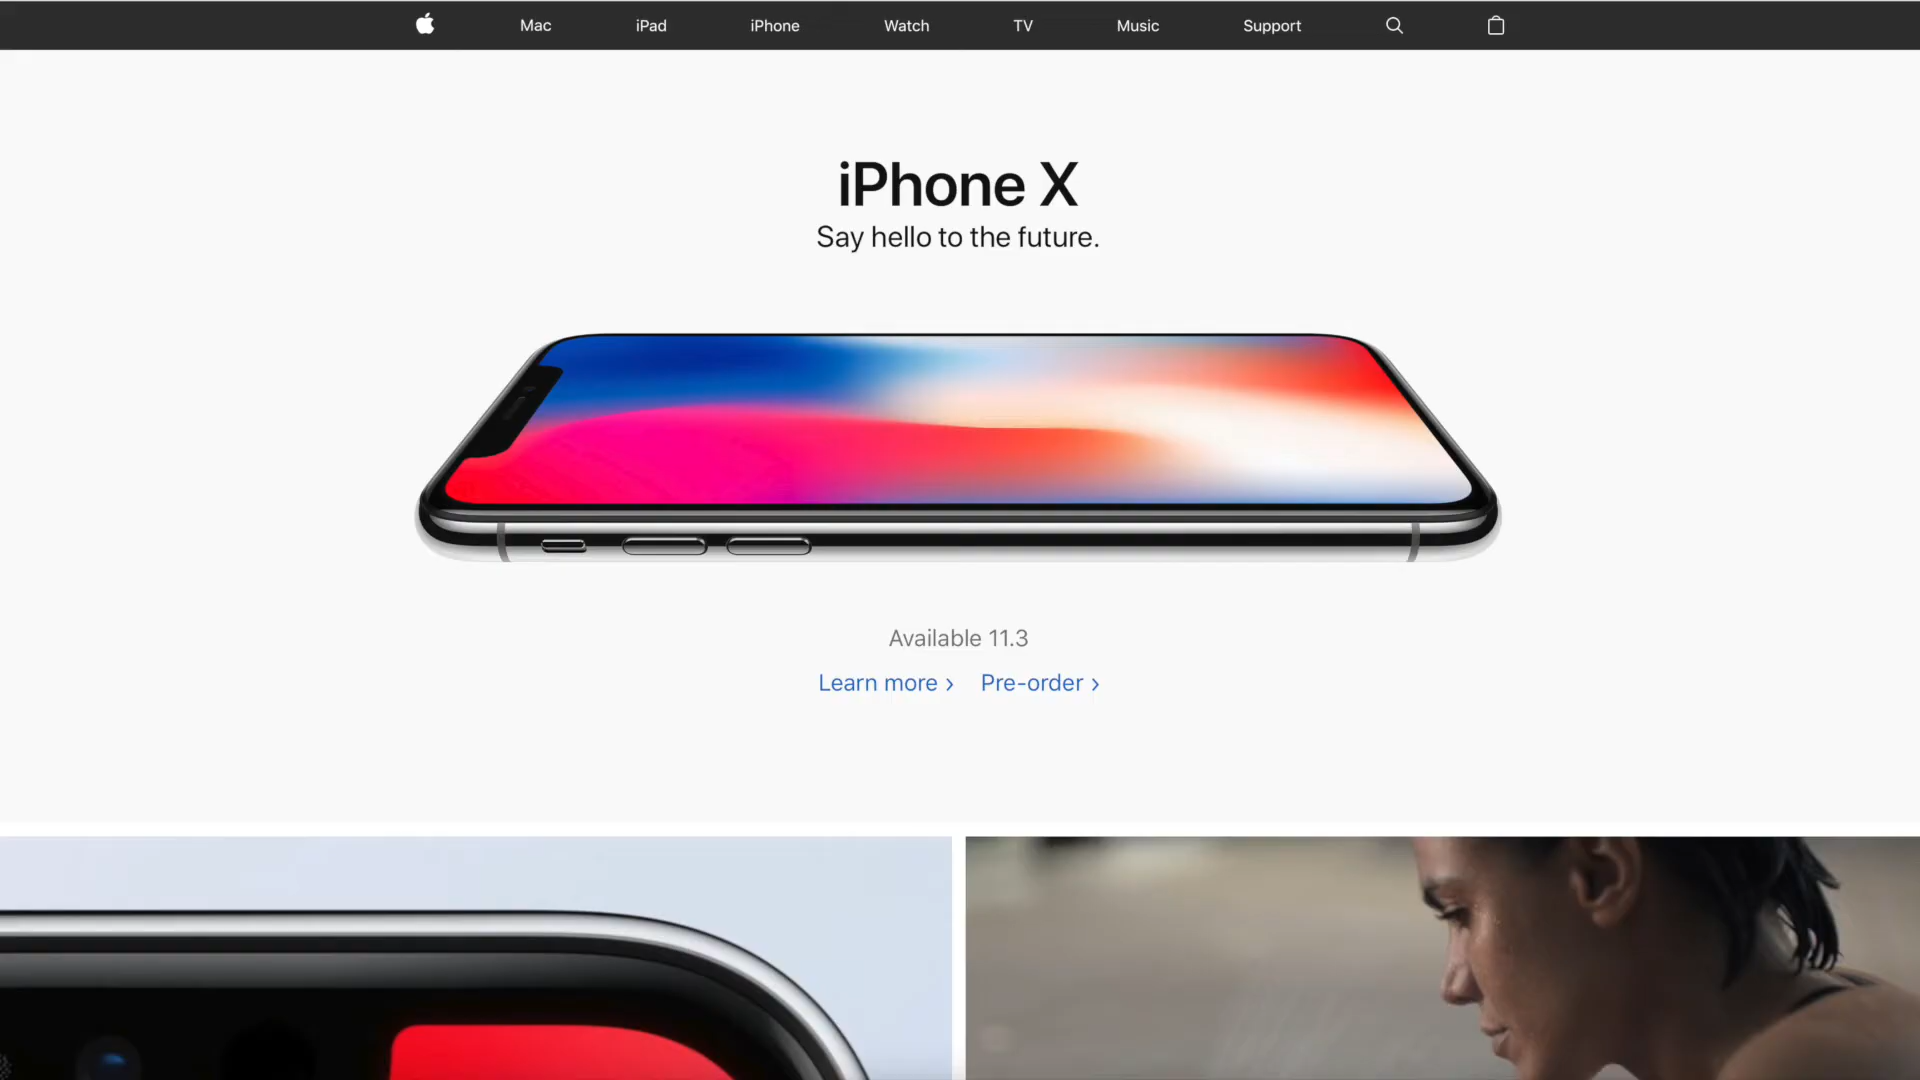 Mac iPad iPhone Watch TV Music Support
iPhone X
Say hello to the future.
Available 11.3
Learn more > Pre-order >